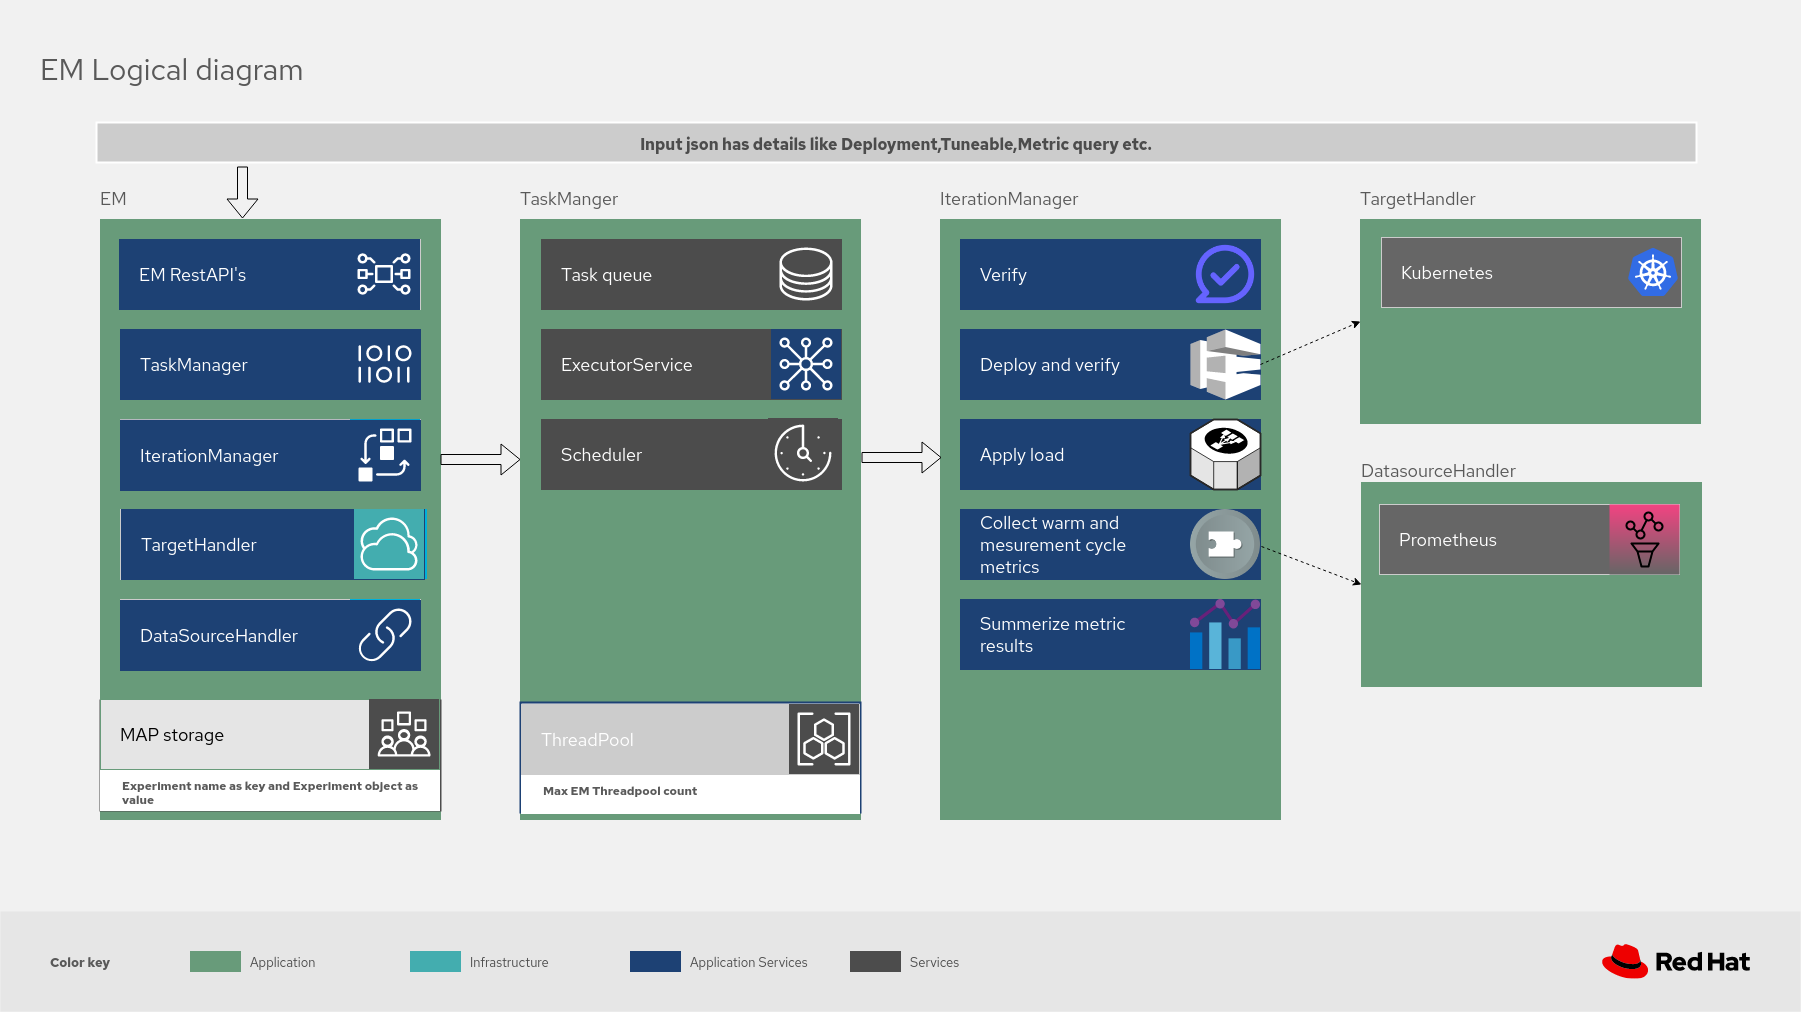 EM Logical diagram
Input json has details like Deployment,Tuneable,Metric query etc.
EM
EM RestAPI's
TaskManager
IterationManager
TargetHandler
DataSourceHandler
MAP storage
Experiment name as key and Experiment object as
value
TaskManger
Task queue
ExecutorService
Scheduler
ThreadPool
Max EM Threadpool count
IterationManager
Verify
Deploy and verify
Apply load
Collect warm and
mesurement cycle
metrics
Summerize metric
results
TargetHandler
Kubernetes
DatasourceHandler
Prometheus
Color key
Application
Infrastructure
Application Services
Services
Red Hat